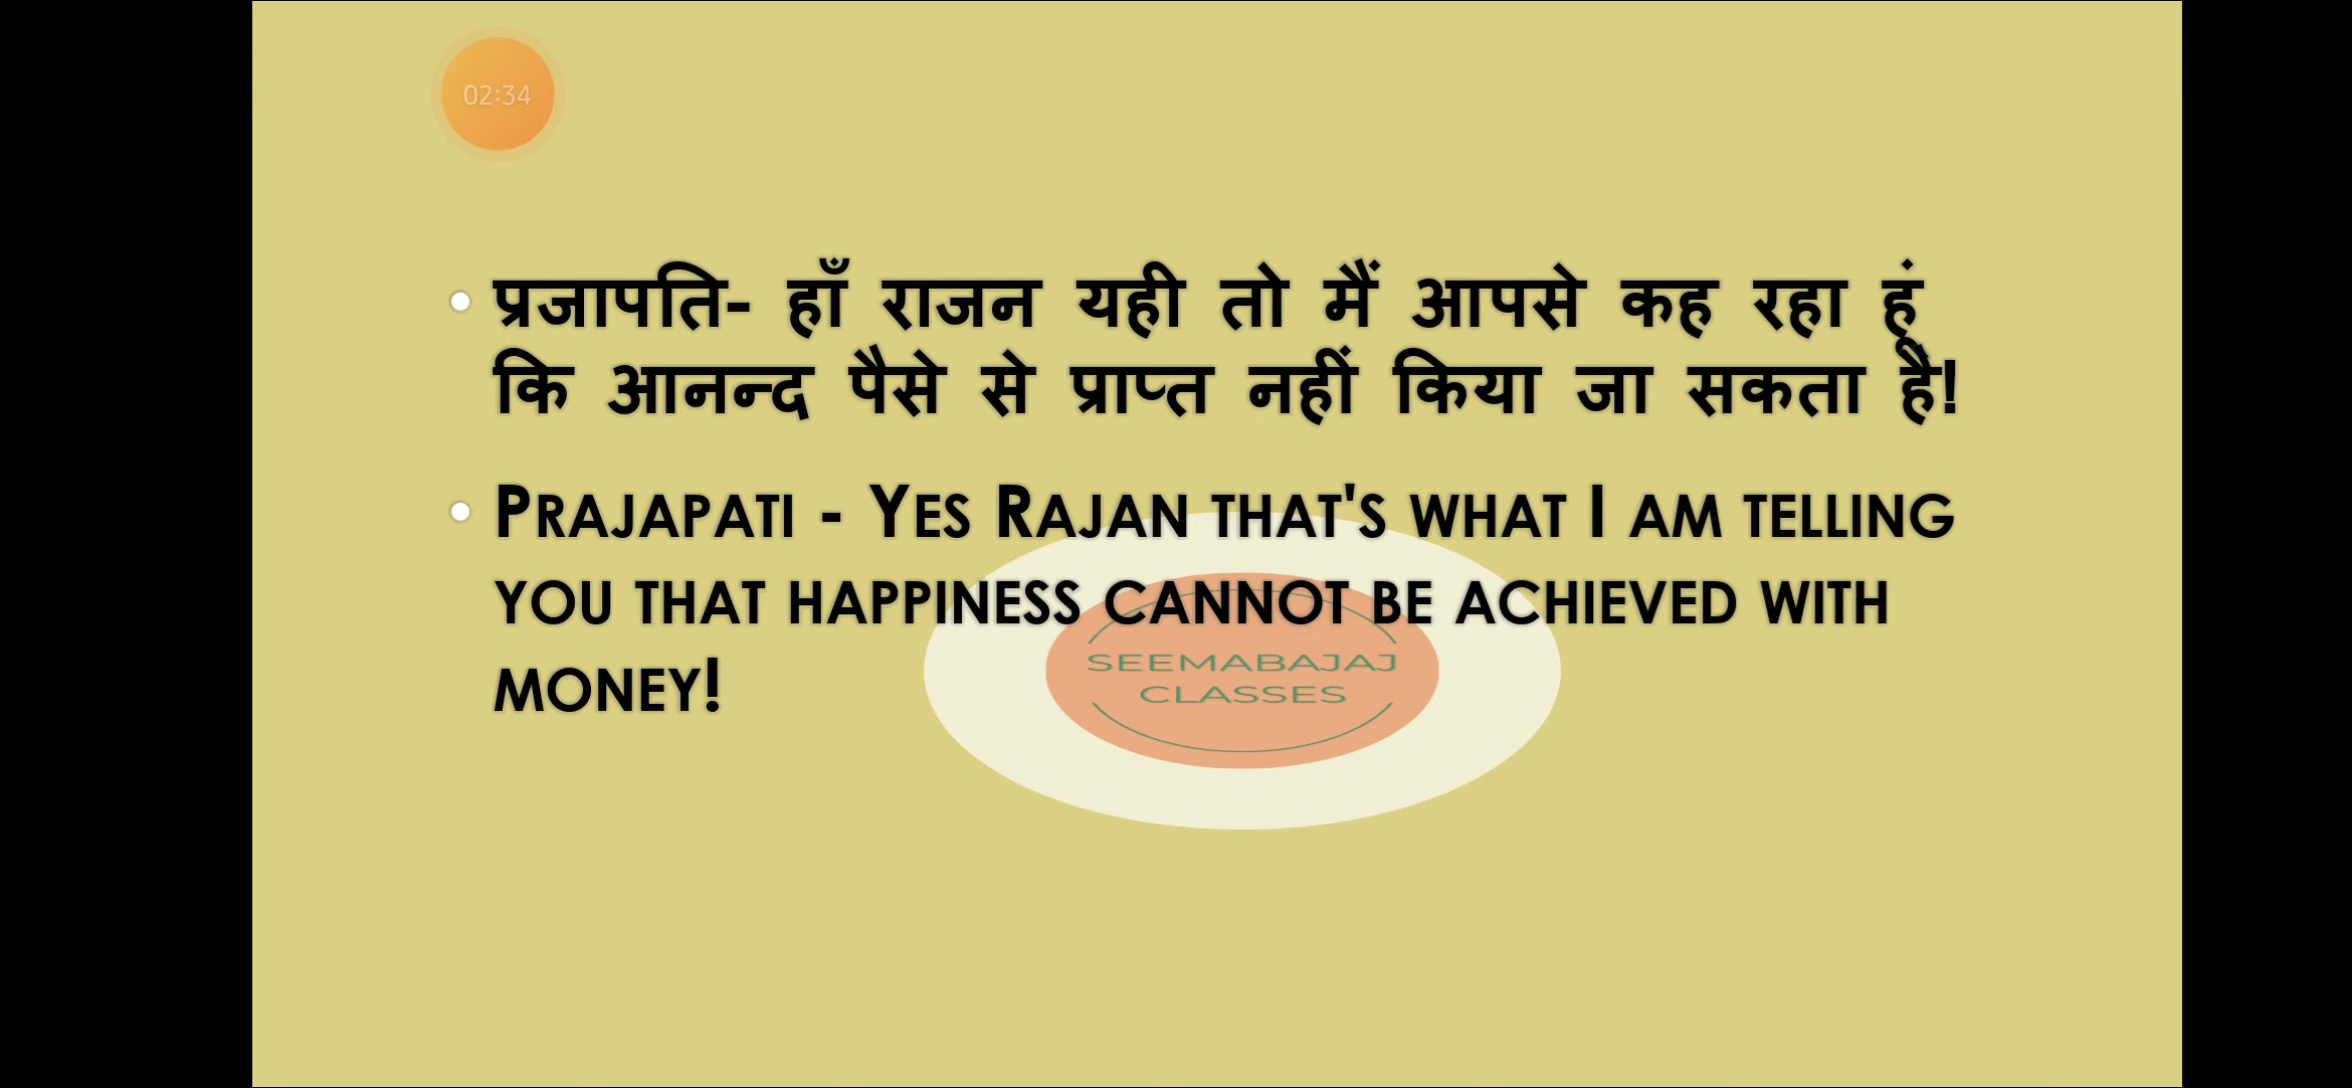 02:34
प्रजापति- हाँ राजन यही तो मैं आपसे कह रहा हूं
कि आनन्द पैसे से प्राप्त नहीं किया जा सकता है!
PRAJAPATI - YES RAJAN THAT'S WHAT I AM TELLING
YOU THAT HAPPINESS CANNOT BE ACHIEVED WITH
MONEY!
SEEMABAJAJ
CLASSES